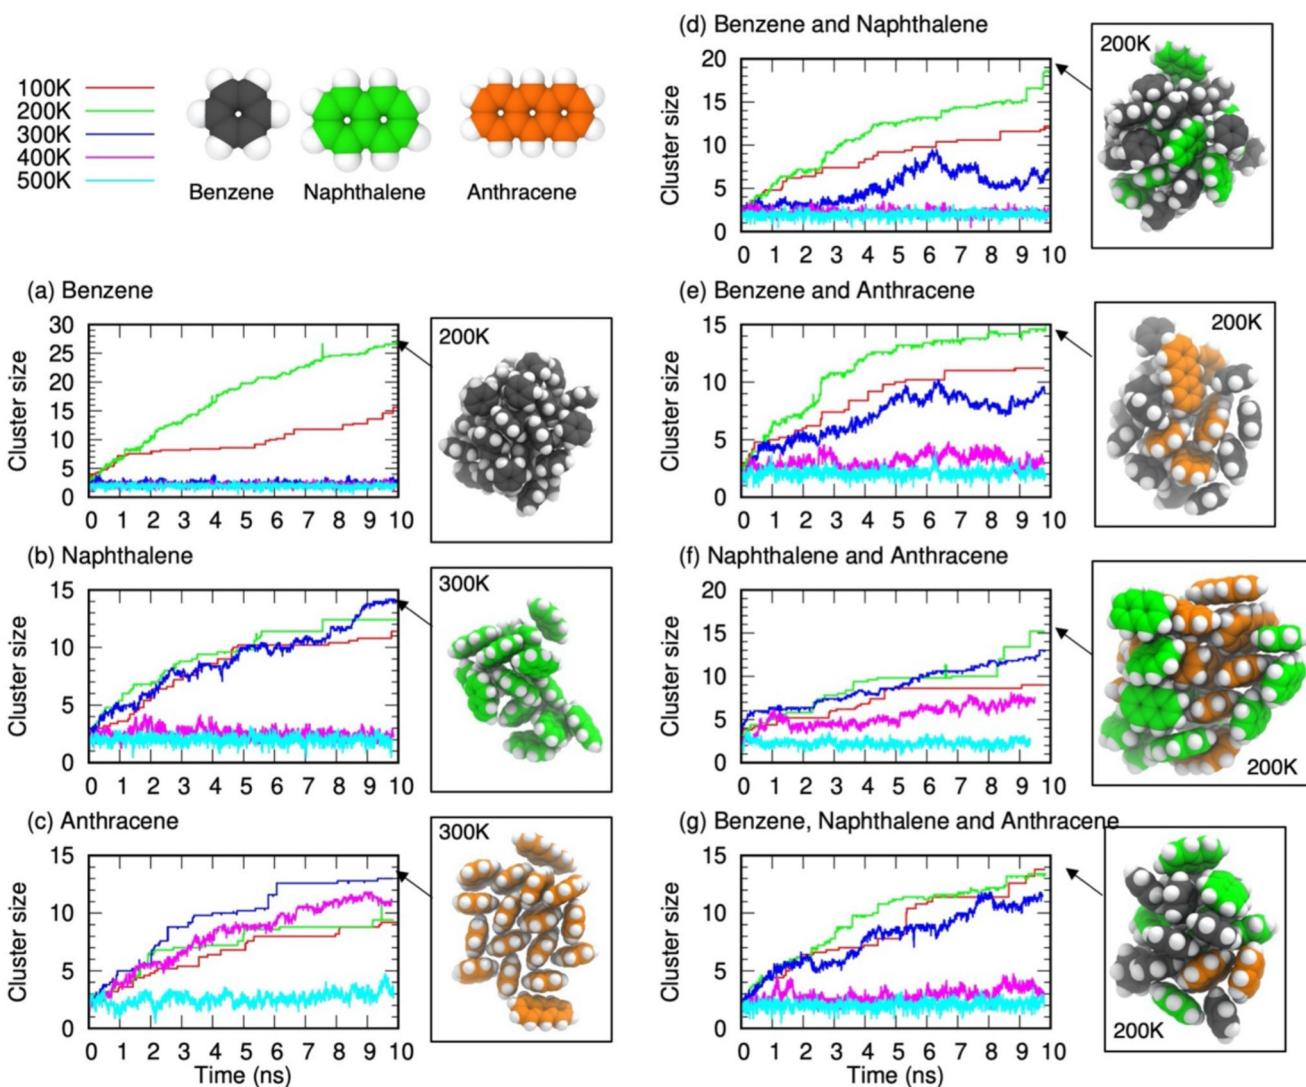 100K
200K
300K
400K
500K
Benzene
Naphthalene
Anthracene
(a) Benzene
Cluster size
30
25
20
15
10
5
0
0 1 2 3 4 5 6 7 8 9 10
200K
(b) Naphthalene
Cluster size
15
10
5
0
0 1 2 3 4 5 6 7 8 9 10
300K
(c) Anthracene
Cluster size
15
10
5
0
0 1 2 3 4 5 6 7 8 9 10
Time (ns)
300K
(d) Benzene and Naphthalene
Cluster size
20
15
10
5
0
0 1 2 3 4 5 6 7 8 9 10
200K
(e) Benzene and Anthracene
Cluster size
15
10
5
0
0 1 2 3 4 5 6 7 8 9 10
200K
(f) Naphthalene and Anthracene
Cluster size
20
15
10
5
0
0 1 2 3 4 5 6 7 8 9 10
200K
(g) Benzene, Naphthalene and Anthracene
Cluster size
15
10
5
0
0 1 2 3 4 5 6 7 8 9 10
Time (ns)
200K